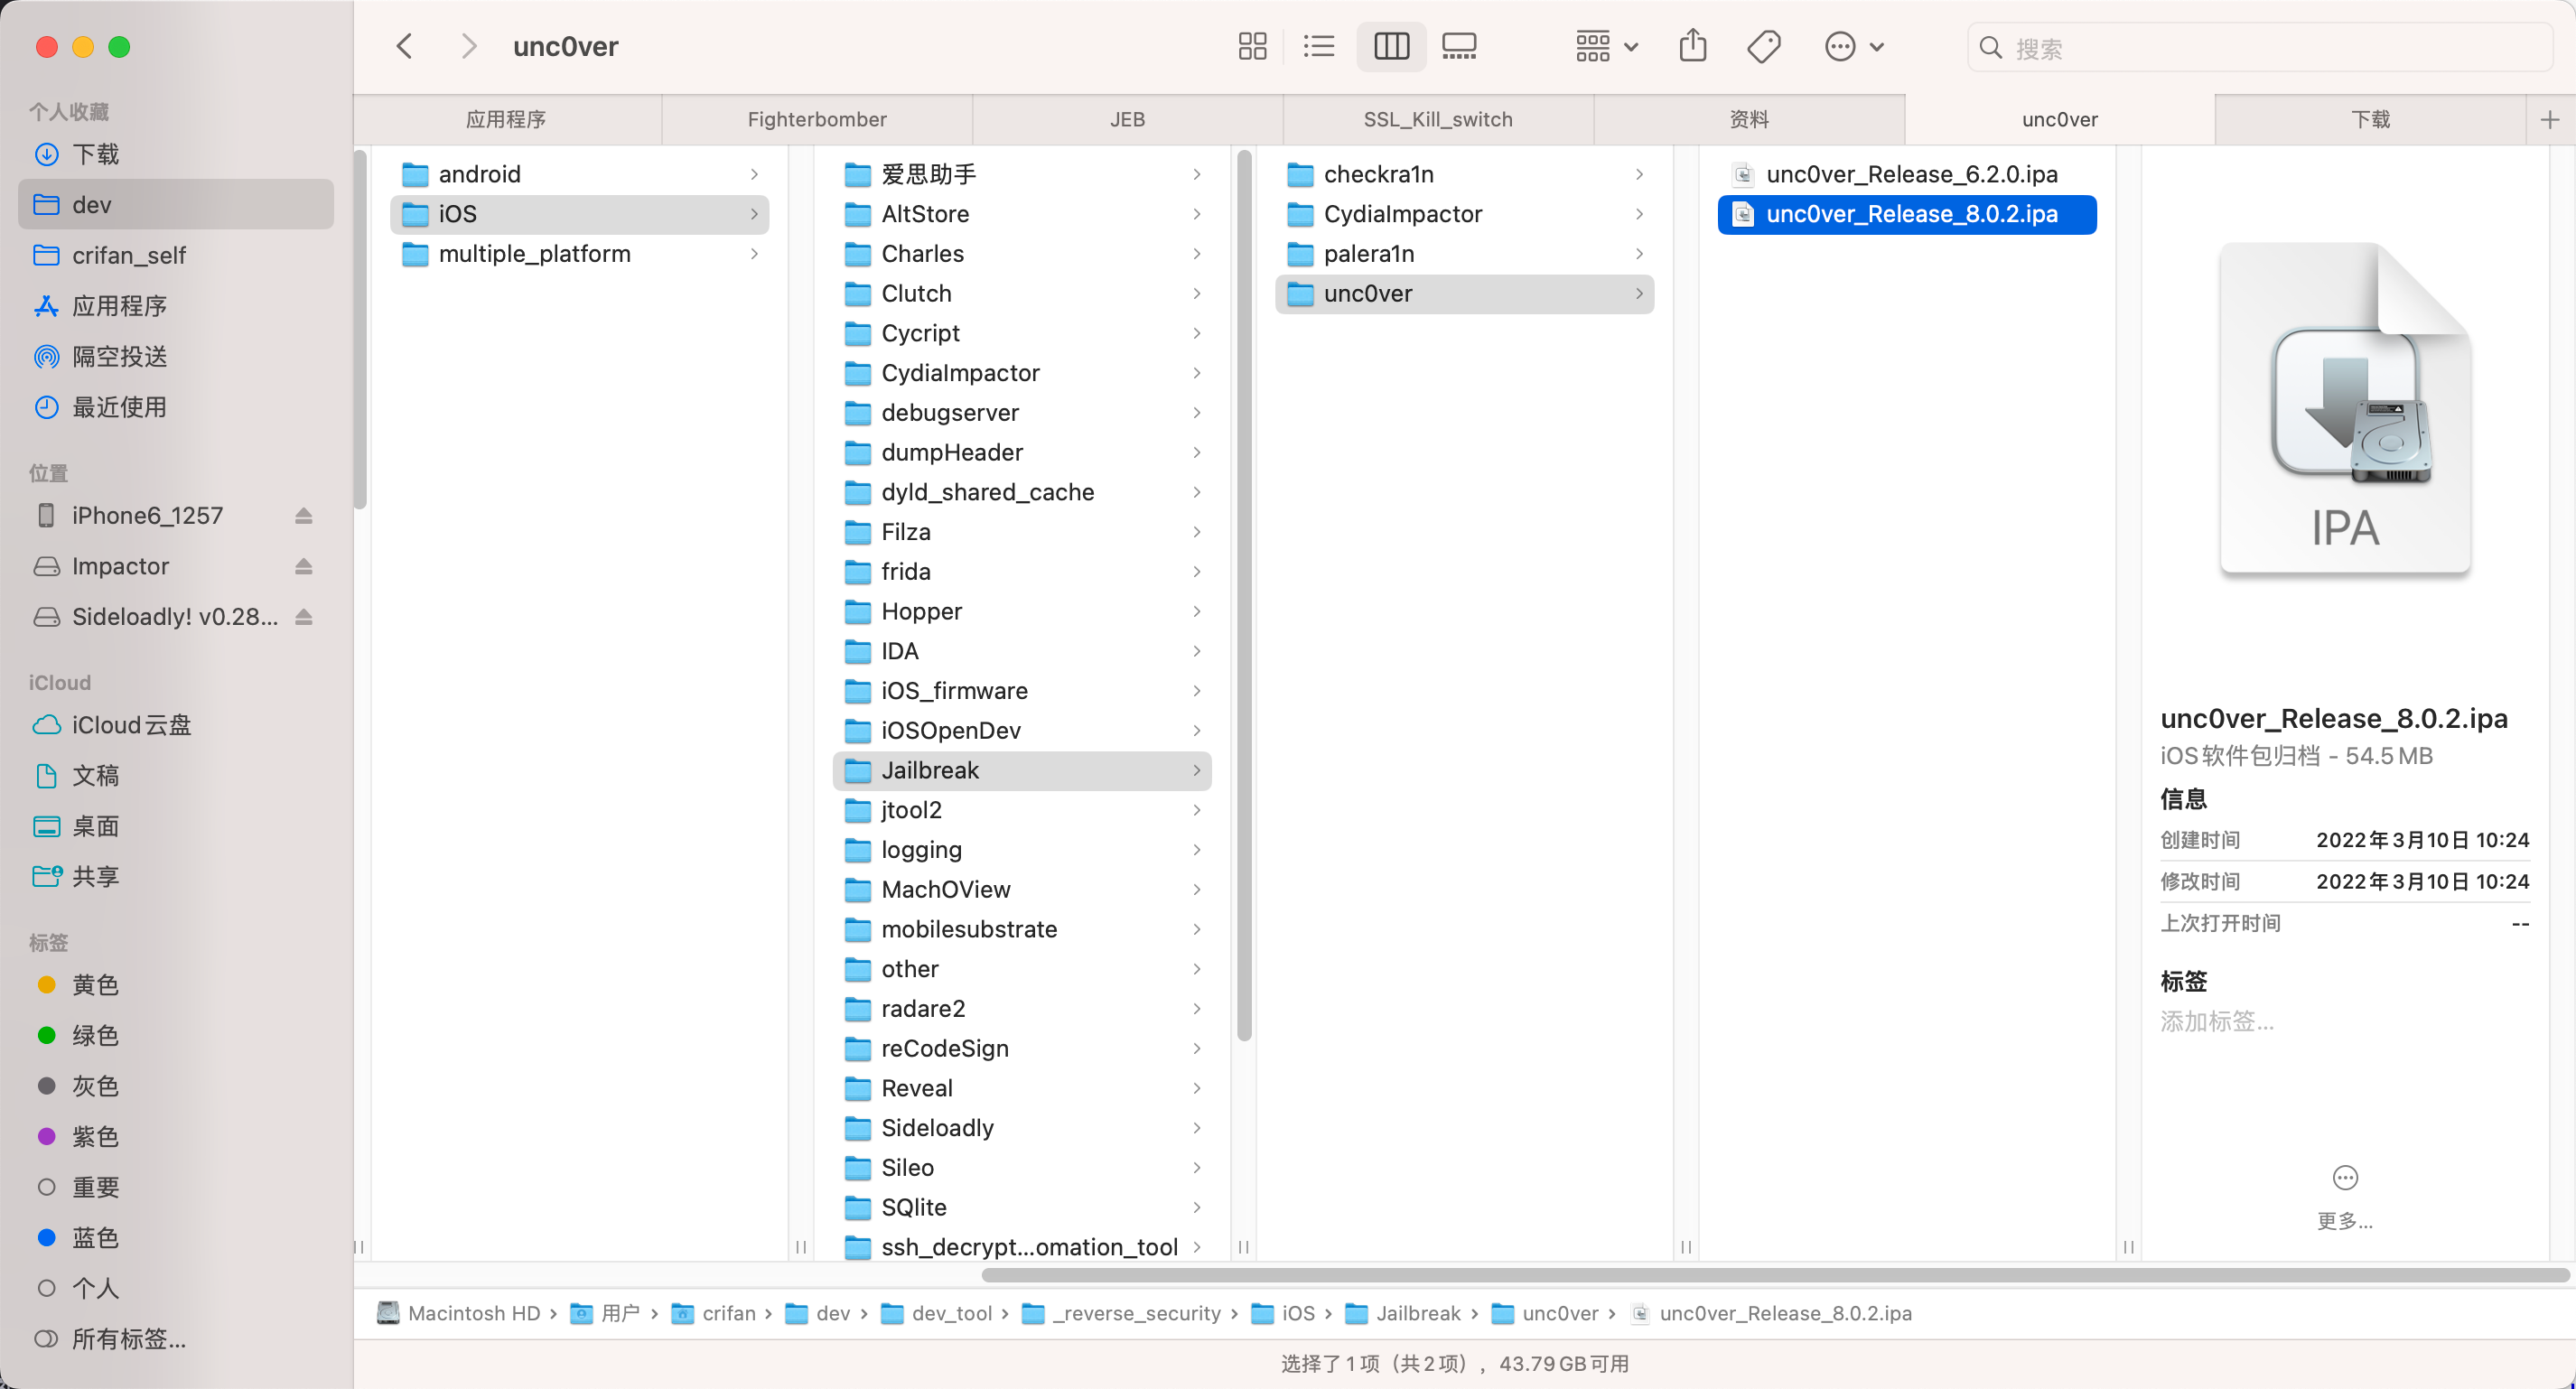 unc0ver
搜索
个人收藏
下载
dev
crifan_self
应用程序
隔空投送
最近使用
位置
iPhone6_1257
Impactor
Sideloadly! v0.28...
iCloud
iCloud云盘
文稿
桌面
共享
标签
黄色
绿色
灰色
紫色
重要
蓝色
个人
所有标签...
应用程序
Fighterbomber
JEB
SSL_Kill_switch
资料
unc0ver
下载
android
iOS
multiple_platform
爱思助手
AltStore
Charles
Clutch
Cycript
CydiaImpactor
debugserver
dumpHeader
dyld_shared_cache
Filza
frida
Hopper
IDA
iOS_firmware
iOSOpenDev
Jailbreak
jtool2
logging
MachOView
mobilesubstrate
other
radare2
reCodeSign
Reveal
Sideloadly
Sileo
SQlite
ssh_decrypt...omation_tool
checkra1n
CydiaImpactor
palera1n
unc0ver
unc0ver_Release_6.2.0.ipa
unc0ver_Release_8.0.2.ipa
IPA
unc0ver_Release_8.0.2.ipa
iOS软件包归档 - 54.5 MB
信息
创建时间 2022年3月10日 10:24
修改时间 2022年3月10日 10:24
上次打开时间 --
标签
添加标签...
更多...
Macintosh HD › 用户 › crifan › dev › dev_tool › _reverse_security › iOS › Jailbreak › unc0ver › unc0ver_Release_8.0.2.ipa
选择了1项（共2项），43.79 GB可用